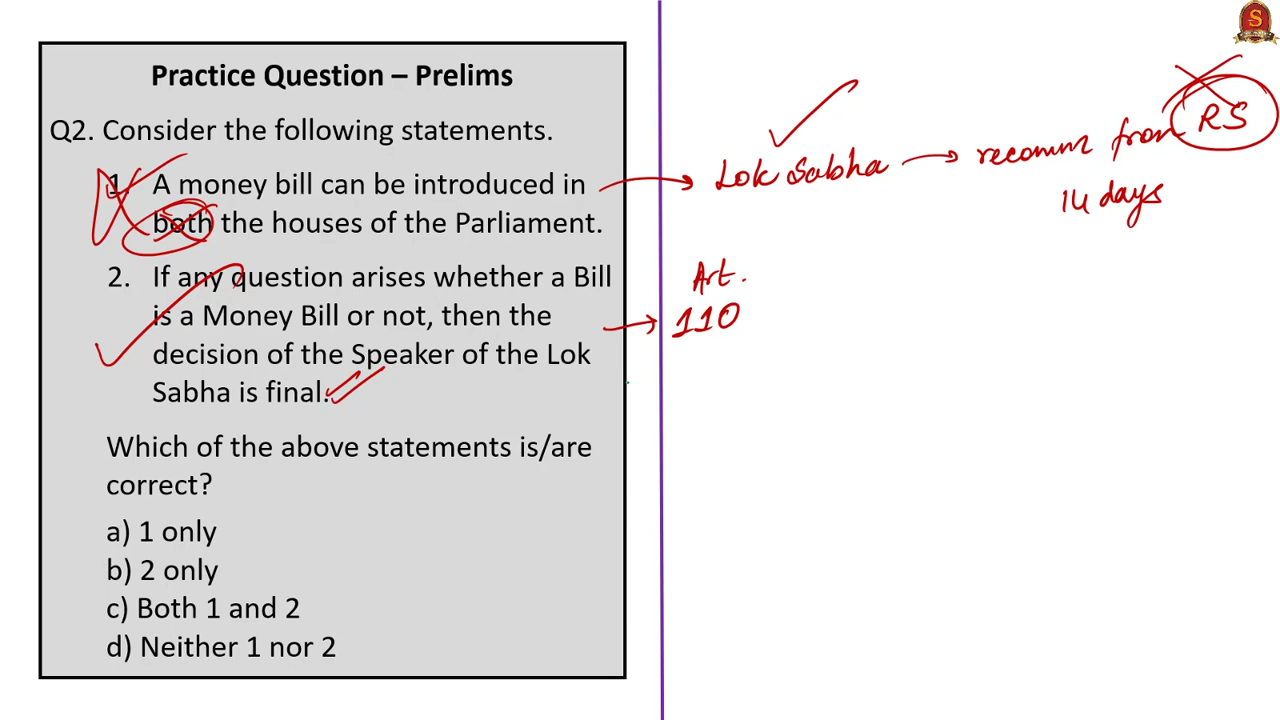 Practice Question – Prelims
Q2. Consider the following statements.
1. A money bill can be introduced in
both the houses of the Parliament.
2. If any question arises whether a Bill
is a Money Bill or not, then the
decision of the Speaker of the Lok
Sabha is final.
Which of the above statements is/are
correct?
a) 1 only
b) 2 only
c) Both 1 and 2
d) Neither 1 nor 2
Lok Sabha → recomm from RS
14 days
Art.
110
S